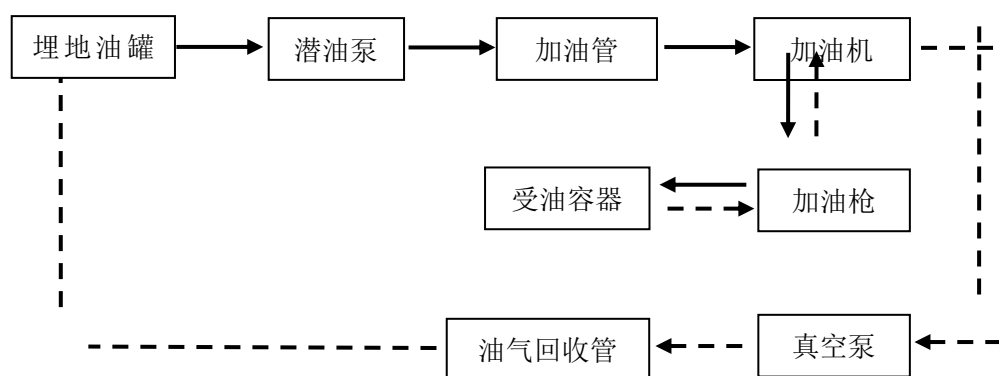 埋地油罐
潜油泵
加油管
加油机
受油容器
加油枪
油气回收管
真空泵